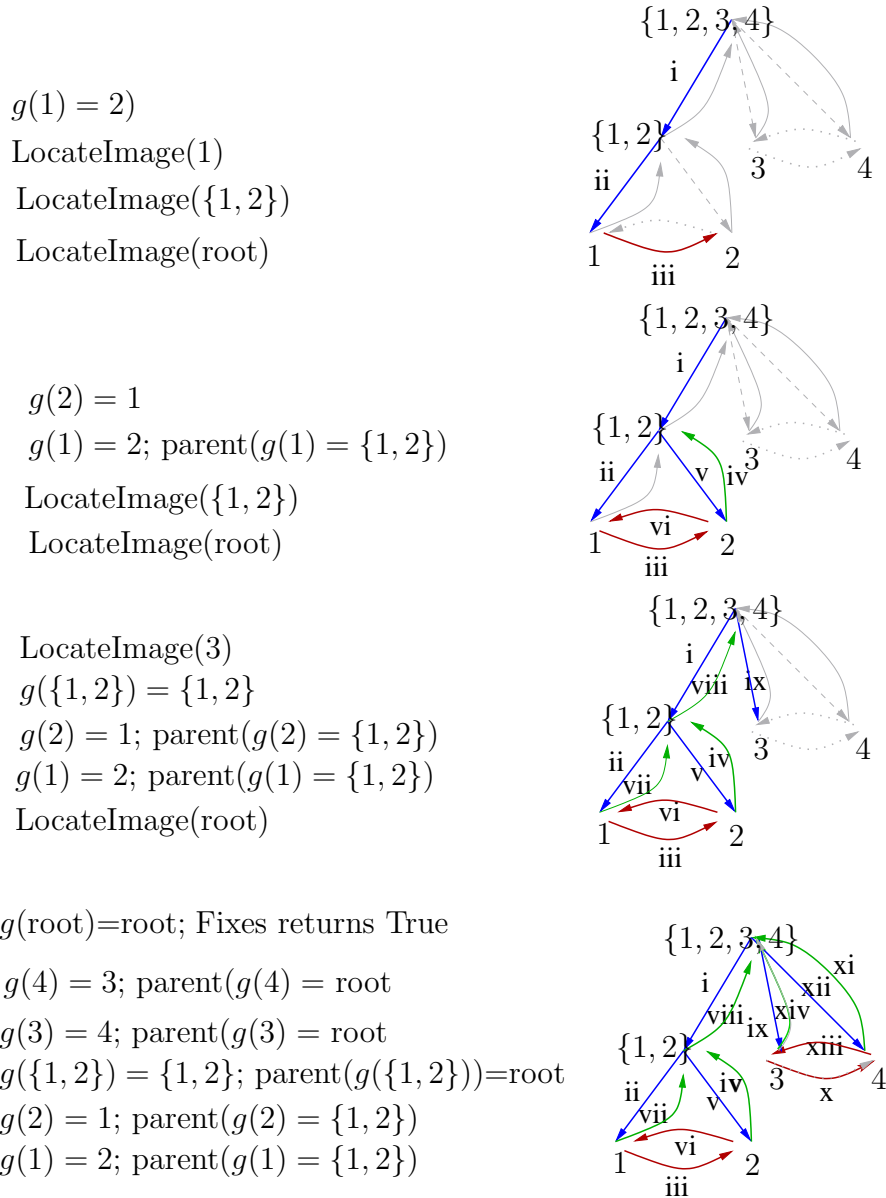 {1, 2, 3, 4}
i
g(1) = 2)
{1, 2}
LocateImage(1)
3
4
ii
LocateImage({1, 2})
LocateImage(root)
1
2
iii
{1, 2, 3, 4}
i
g(2) = 1
{1, 2}
g(1) = 2; parent(g(1) = {1, 2})
3
4
ii
v
iv
LocateImage({1, 2})
vi
LocateImage(root)
1
2
iii
{1, 2, 3, 4}
LocateImage(3)
i
viii
ix
g({1, 2}) = {1, 2}
{1, 2}
g(2) = 1; parent(g(2) = {1, 2})
3
4
ii
iv
v
g(1) = 2; parent(g(1) = {1, 2})
vii
vi
LocateImage(root)
1
2
iii
g(root)=root; Fixes returns True
{1, 2, 3, 4}
xi
g(4) = 3; parent(g(4) = root
i
xii
xiv
viii
ix
g(3) = 4; parent(g(3) = root
{1, 2}
xiii
g({1, 2}) = {1, 2}; parent(g({1, 2}))=root
3
4
ii
iv
x
v
g(2) = 1; parent(g(2) = {1, 2})
vii
vi
g(1) = 2; parent(g(1) = {1, 2})
1
2
iii